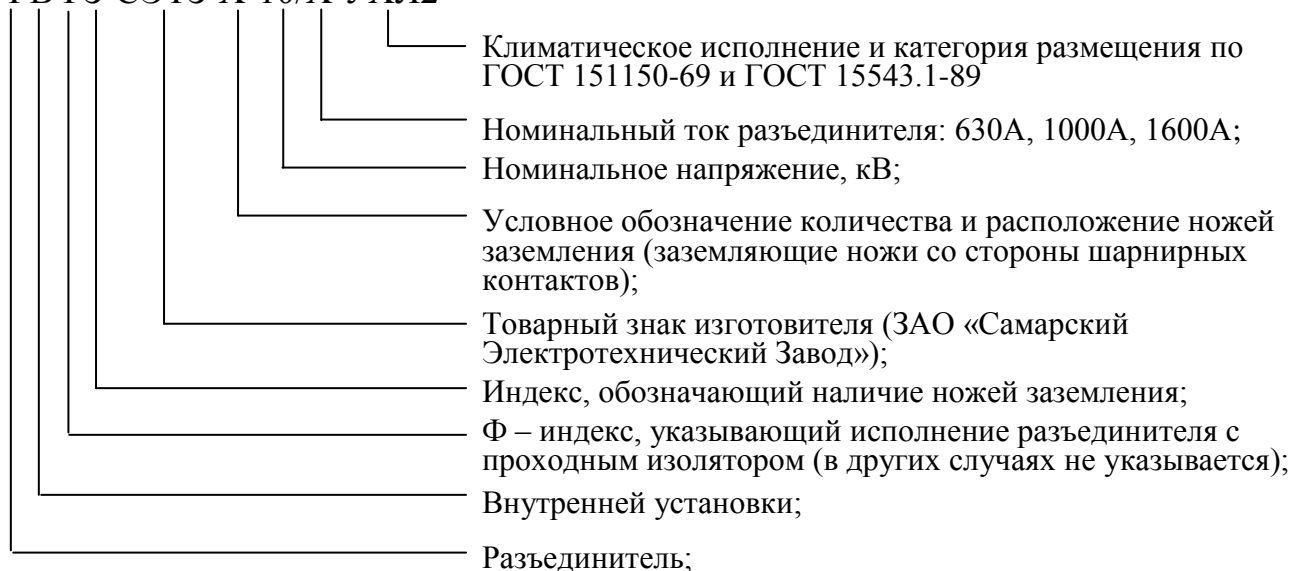 Климатическое исполнение и категория размещения по
ГОСТ 151150-69 и ГОСТ 15543.1-89
Номинальный ток разъединителя: 630А, 1000А, 1600А;
Номинальное напряжение, кВ;
Условное обозначение количества и расположение ножей
заземления (заземляющие ножи со стороны шарнирных
контактов);
Товарный знак изготовителя (ЗАО «Самарский
Электротехнический Завод»);
Индекс, обозначающий наличие ножей заземления;
Ф – индекс, указывающий исполнение разъединителя с
проходным изолятором (в других случаях не указывается);
Внутренней установки;
Разъединитель;